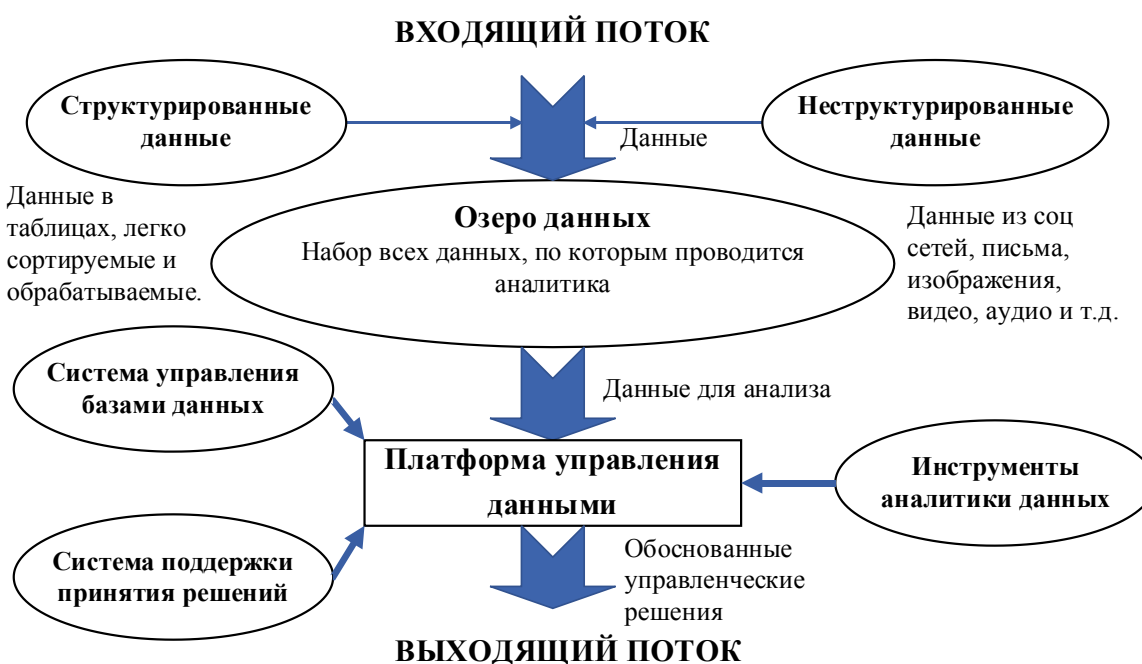 ВХОДЯЩИЙ ПОТОК
Структурированные
данные
Неструктурированные
данные
Данные
Данные в
таблицах, легко
сортируемые и
обрабатываемые.
Озеро данных
Набор всех данных, по которым проводится
аналитика
Данные из соц
сетей, письма,
изображения,
видео, аудио и т.д.
Система управления
базами данных
Данные для анализа
Платформа управления
данными
Инструменты
аналитики данных
Система поддержки
принятия решений
Обоснованные
управленческие
решения
ВЫХОДЯЩИЙ ПОТОК